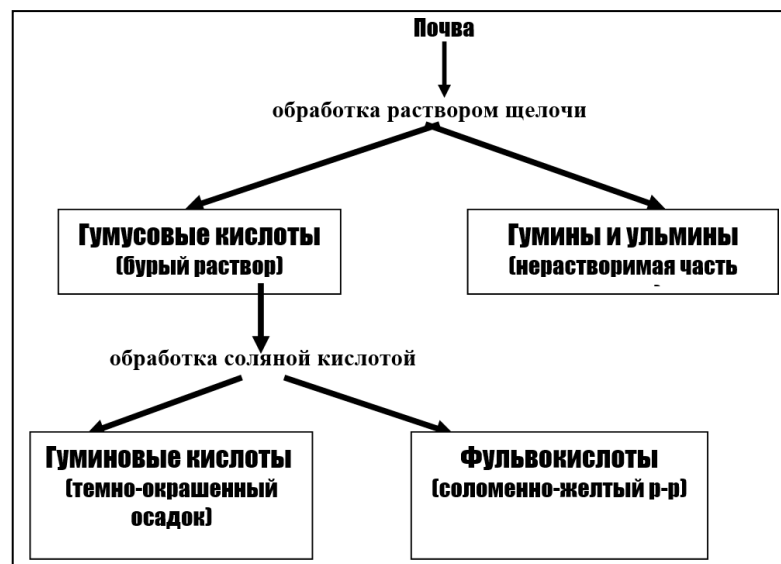 Почва
обработка раствором щелочи
Гумусовые кислоты
(бурый раствор)
Гумины и ульмины
(нерастворимая часть
обработка соляной кислотой
Гуминовые кислоты
(темно-окрашенный
осадок)
Фульвокислоты
(соломенно-желтый р-р)